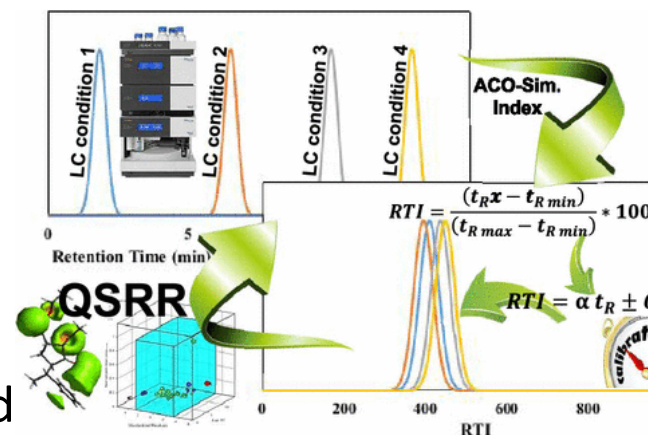 LC condition 1
LC condition 2
LC condition 3
LC condition 4
ACO-Sim.
Index
0
5
Retention Time (min)
RTI = (tRx − tR min) / (tR max − tR min) * 100
RTI = α tR ±
QSRR
calibrat
d
0 200 400 600 800
RTI